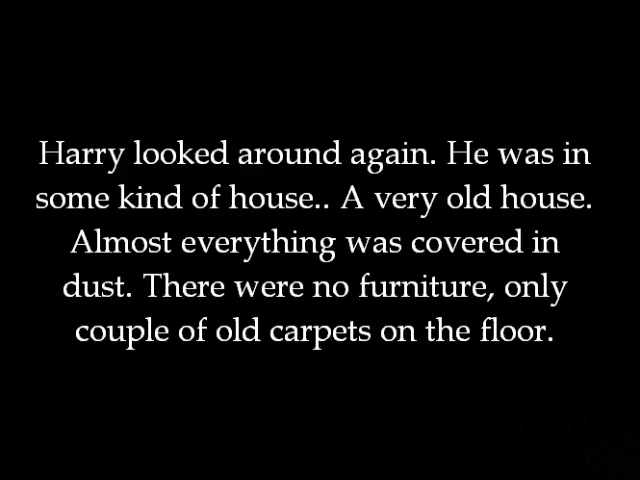 Harry looked around again. He was in
some kind of house.. A very old house.
Almost everything was covered in
dust. There were no furniture, only
couple of old carpets on the floor.